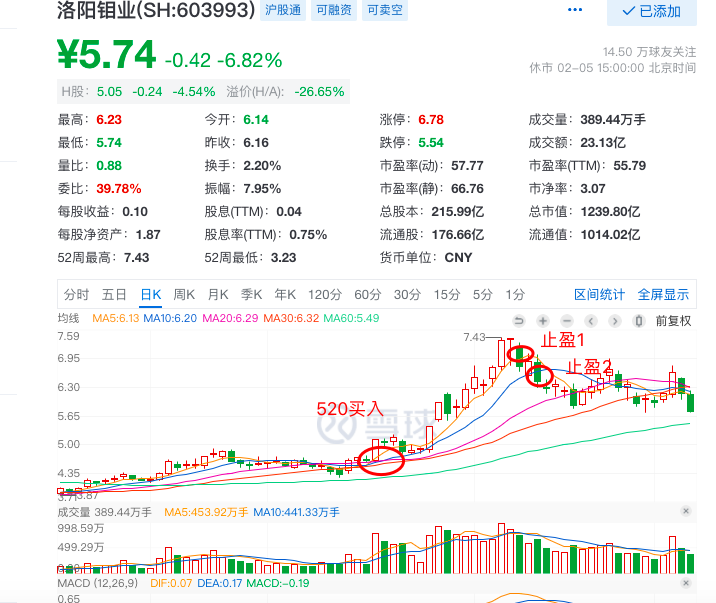 洛阳钼业(SH:603993) 沪股通 可融资 可卖空 ••• ✓ 已添加
¥5.74 -0.42 -6.82%
14.50 万球友关注
休市 02-05 15:00:00 北京时间
H股: 5.05 -0.24 -4.54% 溢价(H/A): -26.65%
最高: 6.23 今开: 6.14 涨停: 6.78 成交量: 389.44万手
最低: 5.74 昨收: 6.16 跌停: 5.54 成交额: 23.13亿
量比: 0.88 换手: 2.20% 市盈率(动): 57.77 市盈率(TTM): 55.79
委比: 39.78% 振幅: 7.95% 市盈率(静): 66.76 市净率: 3.07
每股收益: 0.10 股息(TTM): 0.04 总股本: 215.99亿 总市值: 1239.80亿
每股净资产: 1.87 股息率(TTM): 0.75% 流通股: 176.66亿 流通值: 1014.02亿
52周最高: 7.43 52周最低: 3.23 货币单位: CNY
分时 五日 日K 周K 月K 季K 年K 120分 60分 30分 15分 5分 1分 区间统计 全屏显示
均线 MA5:6.13 MA10:6.20 MA20:6.29 MA30:6.32 MA60:5.49 前复权
7.59
7.43
止盈1
6.95
止盈2
6.30
520买入
5.65
雪球
5.00
4.35
3.71
3.87
成交量 389.44万手 MA5:453.92万手 MA10:441.33万手
998.59万
499.29万
MACD (12,26,9) DIF:0.07 DEA:0.17 MACD:-0.19
0.65